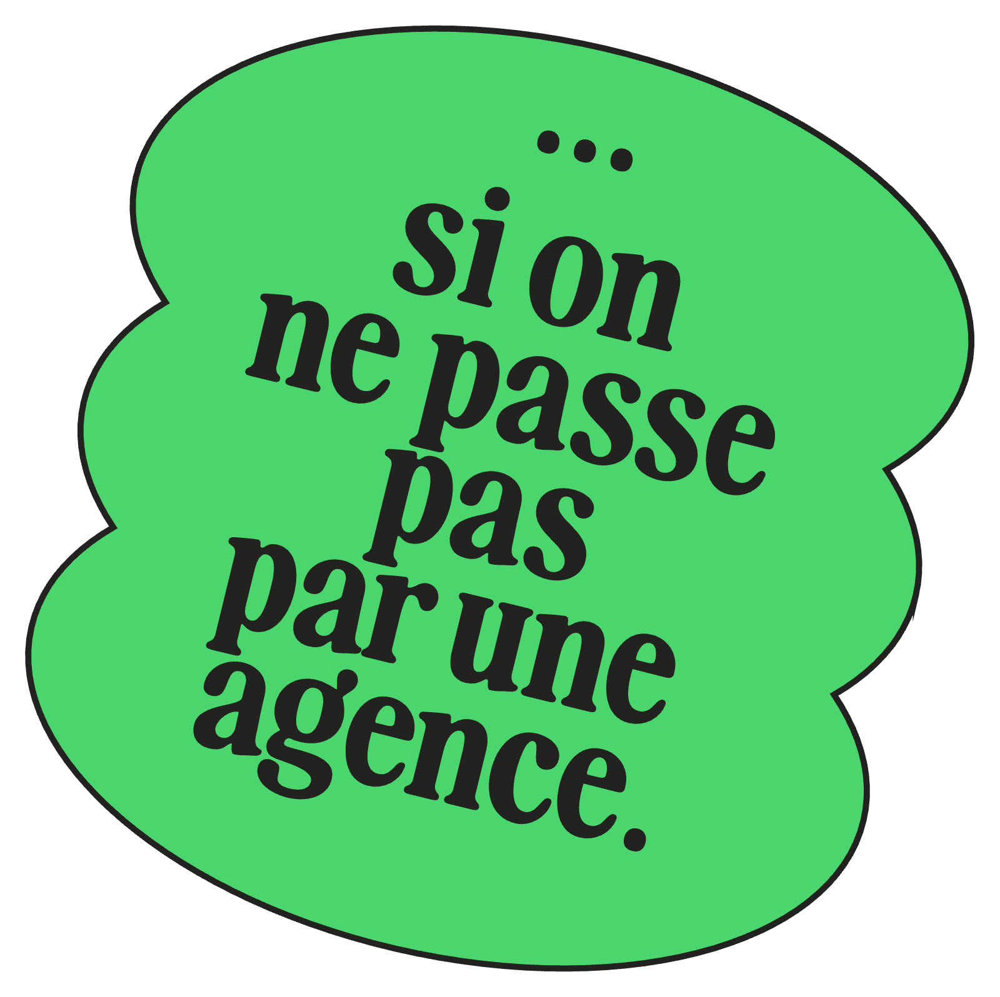 ...
si on
ne passe
pas
par une
agence.